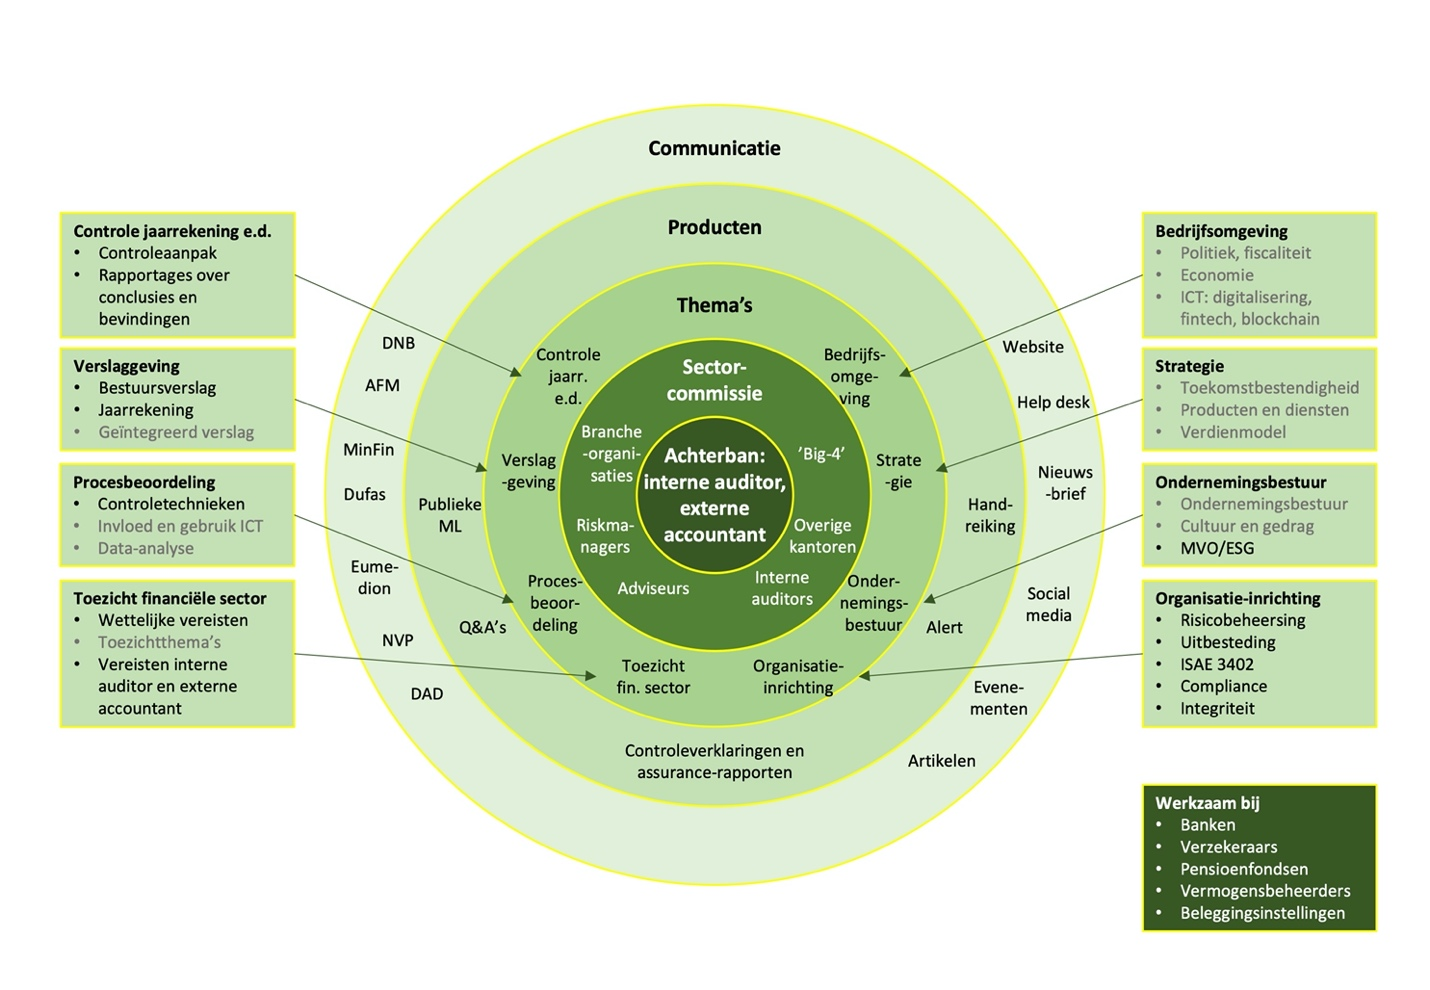 Communicatie
Producten
Thema’s
Sector-
commissie
Achterban:
interne auditor,
externe
accountant
Branche
-organi-
saties
’Big-4’
Riskma-
nagers
Overige
kantoren
Adviseurs
Interne
auditors
Controle
jaarr.
e.d.
Bedrijfs-
omge-
ving
Verslag
-geving
Strate
-gie
Proces-
beoor-
deling
Onder-
nemings-
bestuur
Toezicht
fin. sector
Organisatie-
inrichting
Publieke
ML
Hand-
reiking
Q&A’s
Alert
Controleverklaringen en
assurance-rapporten
DNB
AFM
MinFin
Dufas
Eume-
dion
NVP
DAD
Website
Help desk
Nieuws
-brief
Social
media
Evene-
menten
Artikelen
Controle jaarrekening e.d.
• Controleaanpak
• Rapportages over
conclusies en
bevindingen
Verslaggeving
• Bestuursverslag
• Jaarrekening
• Geïntegreerd verslag
Procesbeoordeling
• Controletechnieken
• Invloed en gebruik ICT
• Data-analyse
Toezicht financiële sector
• Wettelijke vereisten
• Toezichtthema’s
• Vereisten interne
auditor en externe
accountant
Bedrijfsomgeving
• Politiek, fiscaliteit
• Economie
• ICT: digitalisering,
fintech, blockchain
Strategie
• Toekomstbestendigheid
• Producten en diensten
• Verdienmodel
Ondernemingsbestuur
• Ondernemingsbestuur
• Cultuur en gedrag
• MVO/ESG
Organisatie-inrichting
• Risicobeheersing
• Uitbesteding
• ISAE 3402
• Compliance
• Integriteit
Werkzaam bij
• Banken
• Verzekeraars
• Pensioenfondsen
• Vermogensbeheerders
• Beleggingsinstellingen